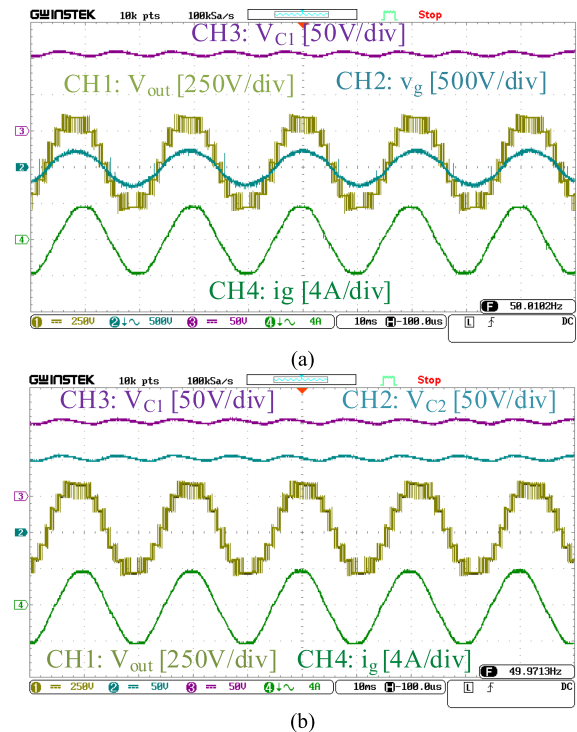 GWINSTEK 10k pts 100kSa/s Stop
CH3: VC1 [50V/div]
CH1: Vout [250V/div] CH2: vg [500V/div]
3
2
4
CH4: ig [4A/div]
F 50.0102Hz
1 250V 2 500V 3 50V 4 4A 10ms H -100.0us L DC
(a)
GWINSTEK 10k pts 100kSa/s Stop
CH3: VC1 [50V/div] CH2: VC2 [50V/div]
3
2
4
CH1: Vout [250V/div] CH4: ig [4A/div]
F 49.9713Hz
1 250V 2 50V 3 50V 4 4A 10ms H -100.0us L DC
(b)